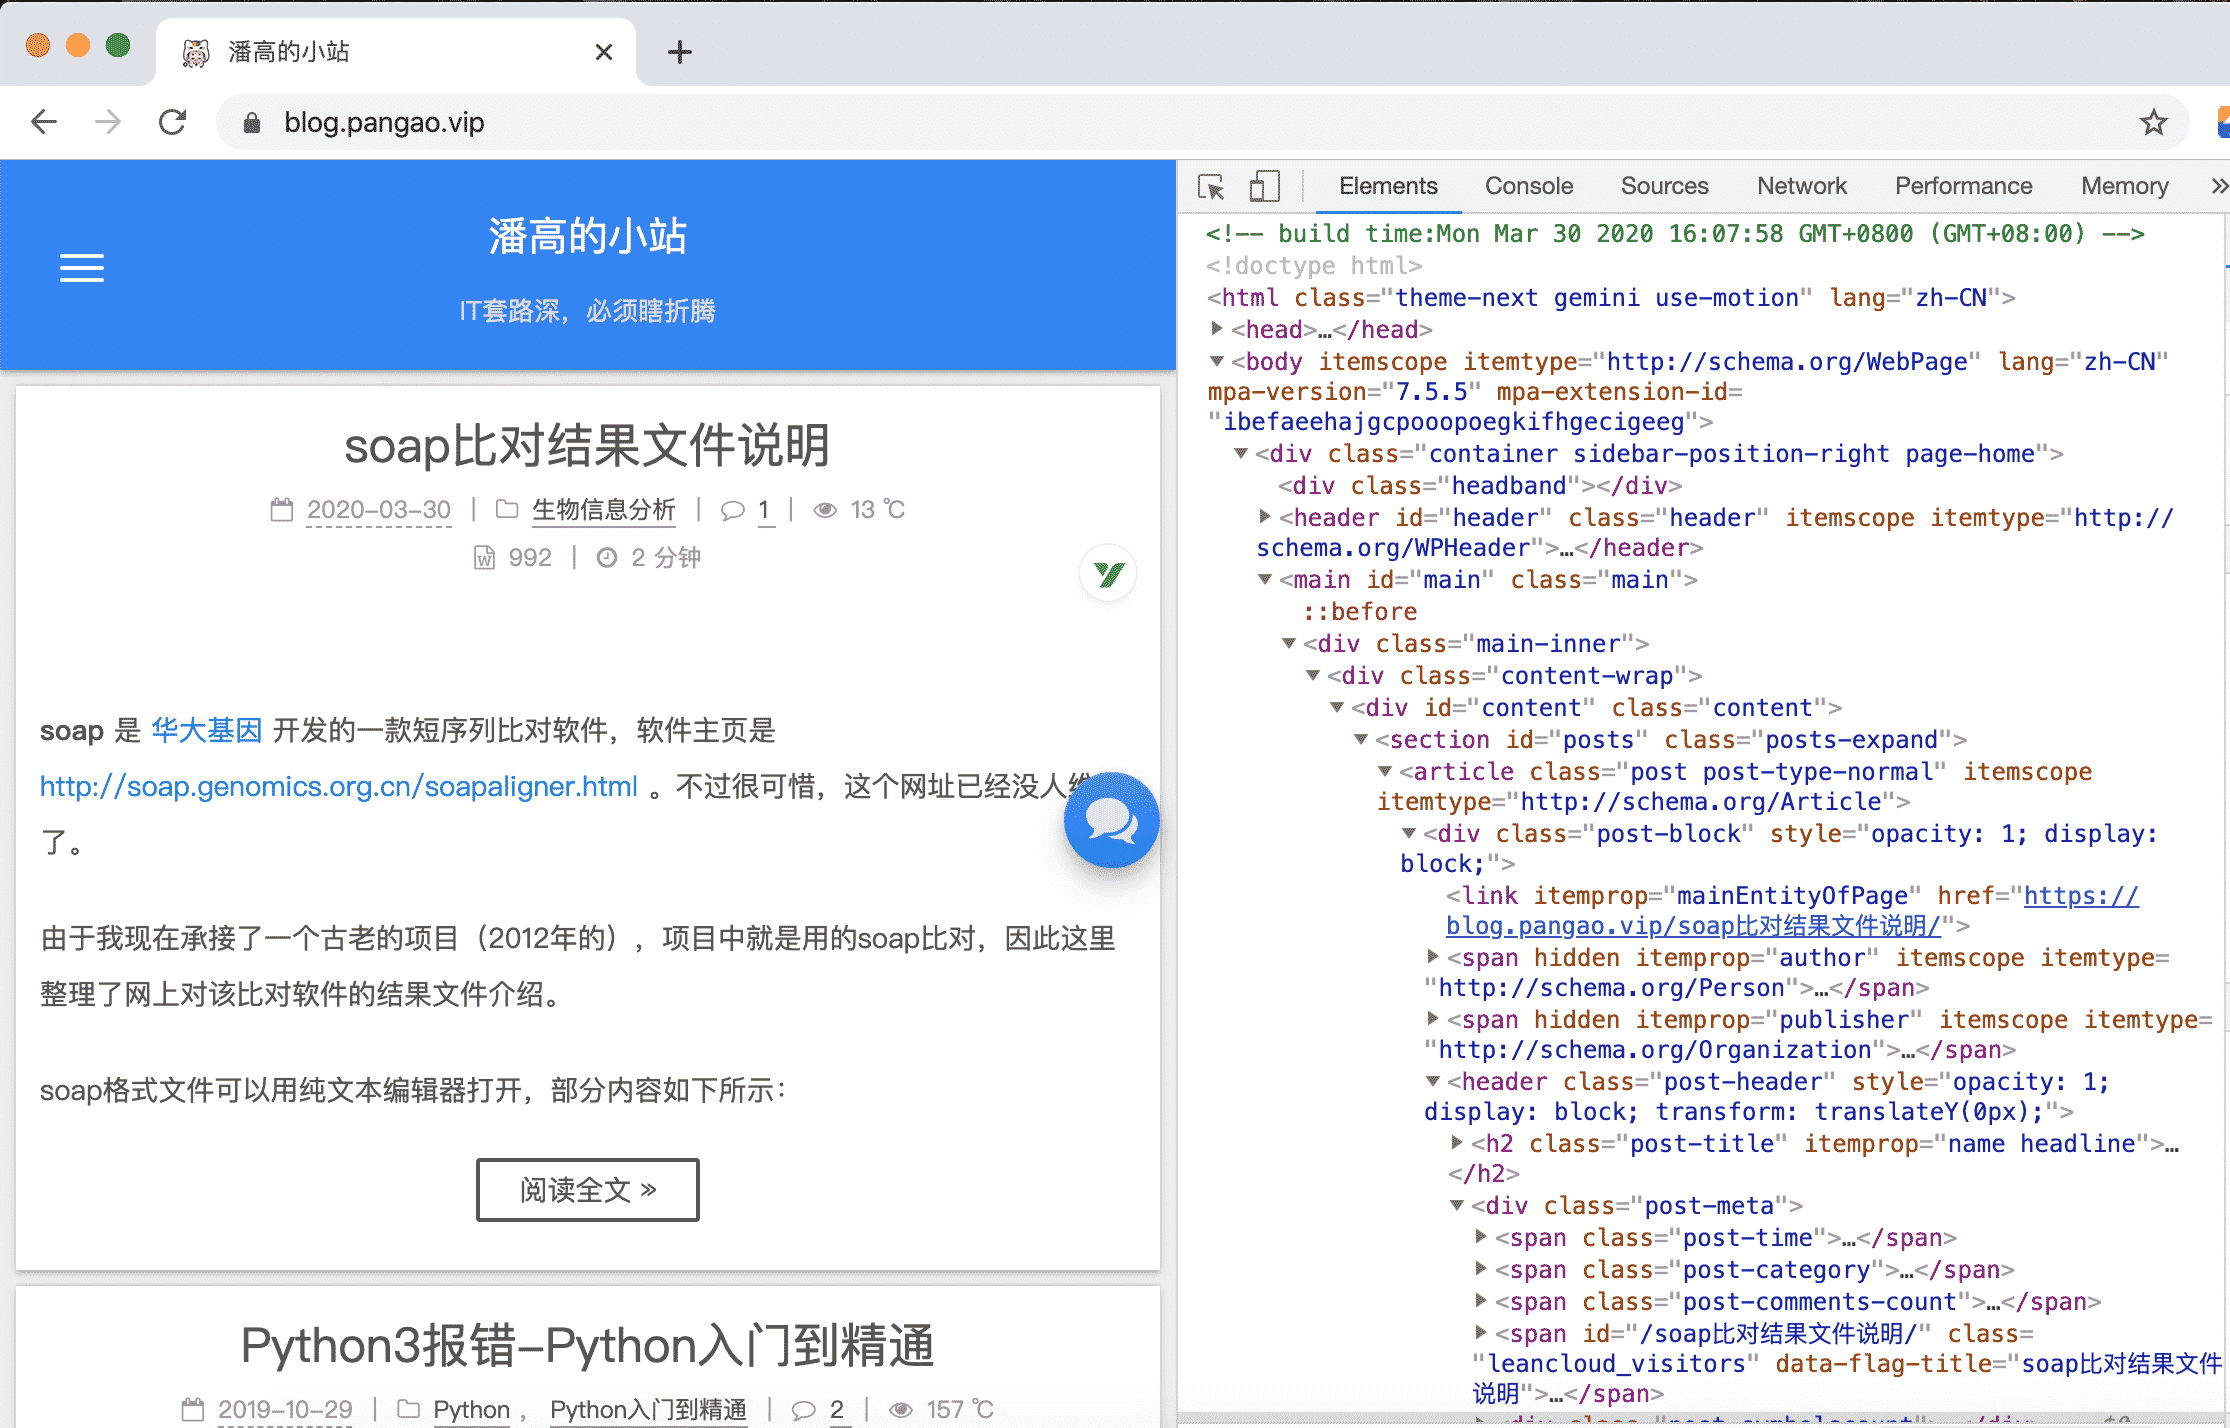 潘高的小站
blog.pangao.vip
潘高的小站
IT套路深，必须瞎折腾
soap比对结果文件说明
2020-03-30 | 生物信息分析 | 1 | 13 ℃
992 | 2 分钟
soap 是 华大基因 开发的一款短序列比对软件，软件主页是
http://soap.genomics.org.cn/soapaligner.html 。不过很可惜，这个网址已经没人维
了。
由于我现在承接了一个古老的项目（2012年的），项目中就是用的soap比对，因此这里
整理了网上对该比对软件的结果文件介绍。
soap格式文件可以用纯文本编辑器打开，部分内容如下所示：
阅读全文 »
Python3报错-Python入门到精通
2019-10-29 | Python ， Python入门到精通 | 2 | 157 ℃
Elements Console Sources Network Performance Memory »
<!-- build time:Mon Mar 30 2020 16:07:58 GMT+0800 (GMT+08:00) -->
<!doctype html>
<html class="theme-next gemini use-motion" lang="zh-CN">
<head>…</head>
<body itemscope itemtype="http://schema.org/WebPage" lang="zh-CN"
mpa-version="7.5.5" mpa-extension-id=
"ibefaeehajgcpooopoegkifhgecigeeg">
<div class="container sidebar-position-right page-home">
<div class="headband"></div>
<header id="header" class="header" itemscope itemtype="http://
schema.org/WPHeader">…</header>
<main id="main" class="main">
::before
<div class="main-inner">
<div class="content-wrap">
<div id="content" class="content">
<section id="posts" class="posts-expand">
<article class="post post-type-normal" itemscope
itemtype="http://schema.org/Article">
<div class="post-block" style="opacity: 1; display:
block;">
<link itemprop="mainEntityOfPage" href="https://
blog.pangao.vip/soap比对结果文件说明/">
<span hidden itemprop="author" itemscope itemtype=
"http://schema.org/Person">…</span>
<span hidden itemprop="publisher" itemscope itemtype=
"http://schema.org/Organization">…</span>
<header class="post-header" style="opacity: 1;
display: block; transform: translateY(0px);">
<h2 class="post-title" itemprop="name headline">…
</h2>
<div class="post-meta">
<span class="post-time">…</span>
<span class="post-category">…</span>
<span class="post-comments-count">…</span>
<span id="/soap比对结果文件说明/" class=
"leancloud_visitors" data-flag-title="soap比对结果文件
说明">…</span>